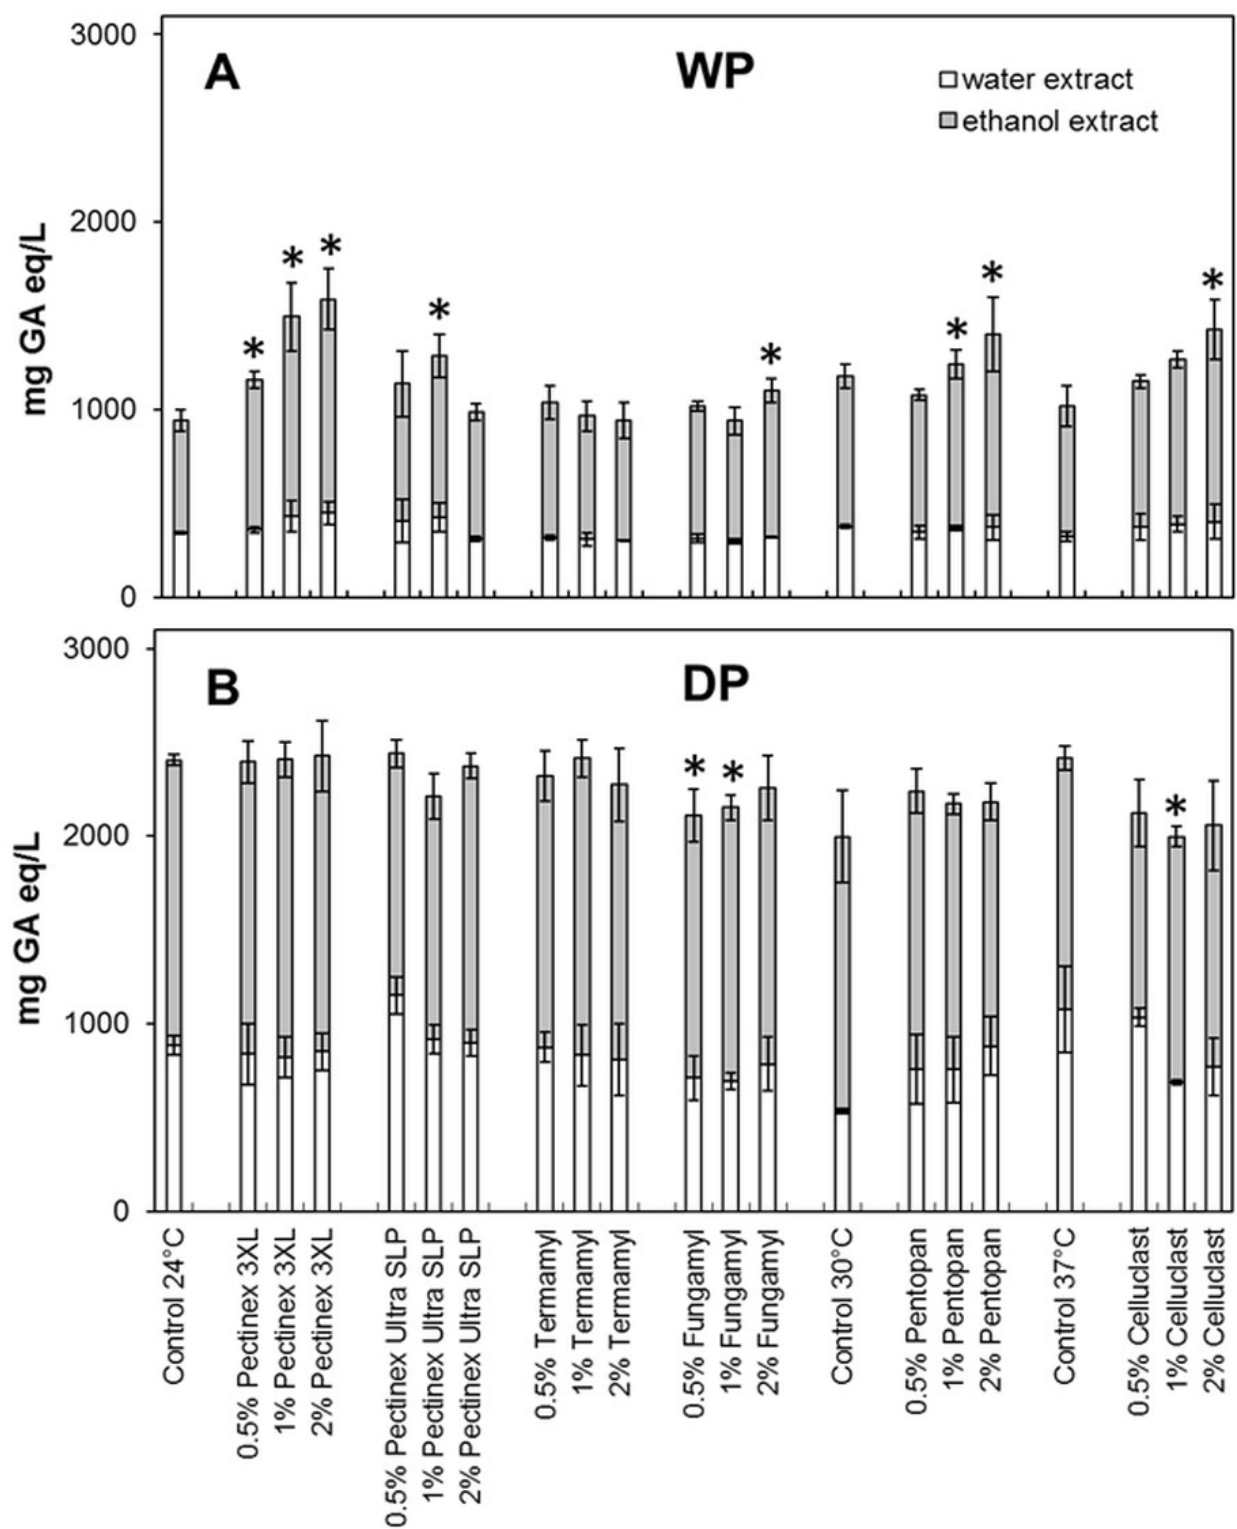 A
WP
water extract
ethanol extract
mg GA eq/L
3000
2000
1000
0
*
*
*
*
*
*
*
*
B
DP
mg GA eq/L
3000
2000
1000
0
*
*
*
Control 24°C
0.5% Pectinex 3XL
1% Pectinex 3XL
2% Pectinex 3XL
0.5% Pectinex Ultra SLP
1% Pectinex Ultra SLP
2% Pectinex Ultra SLP
0.5% Termamyl
1% Termamyl
2% Termamyl
0.5% Fungamyl
1% Fungamyl
2% Fungamyl
Control 30°C
0.5% Pentopan
1% Pentopan
2% Pentopan
Control 37°C
0.5% Celluclast
1% Celluclast
2% Celluclast